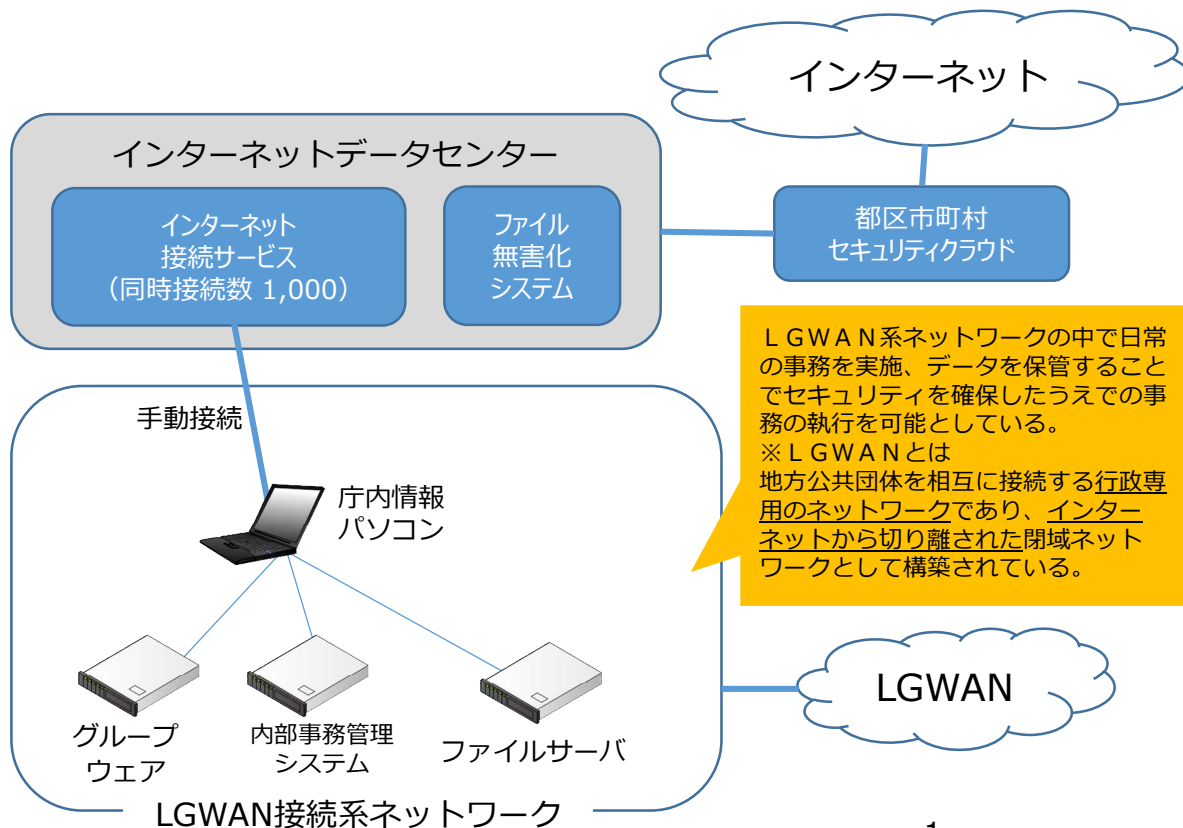 インターネット
インターネットデータセンター
インターネット
接続サービス
（同時接続数 1,000）
ファイル
無害化
システム
都区市町村
セキュリティクラウド
ＬＧＷＡＮ系ネットワークの中で日常
の事務を実施、データを保管すること
でセキュリティを確保したうえでの事
務の執行を可能としている。
※ＬＧＷＡＮとは
地方公共団体を相互に接続する行政専
用のネットワークであり、インター
ネットから切り離された閉域ネット
ワークとして構築されている。
手動接続
庁内情報
パソコン
グループ
ウェア
内部事務管理
システム
ファイルサーバ
LGWAN
LGWAN接続系ネットワーク
1